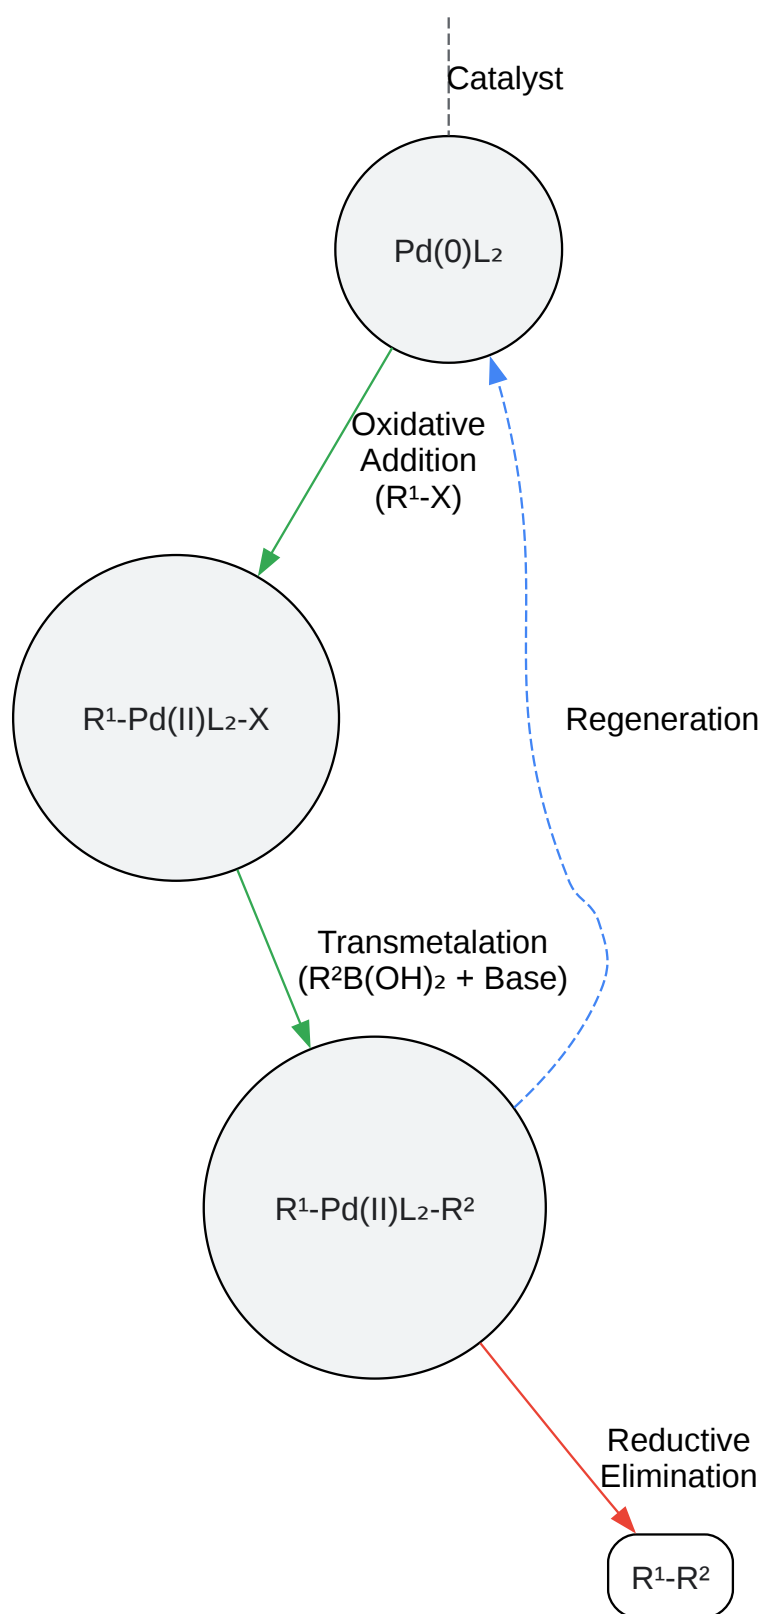 Catalyst
Pd(0)L₂
Oxidative
Addition
(R¹-X)
R¹-Pd(II)L₂-X
Regeneration
Transmetalation
(R²B(OH)₂ + Base)
R¹-Pd(II)L₂-R²
Reductive
Elimination
R¹-R²